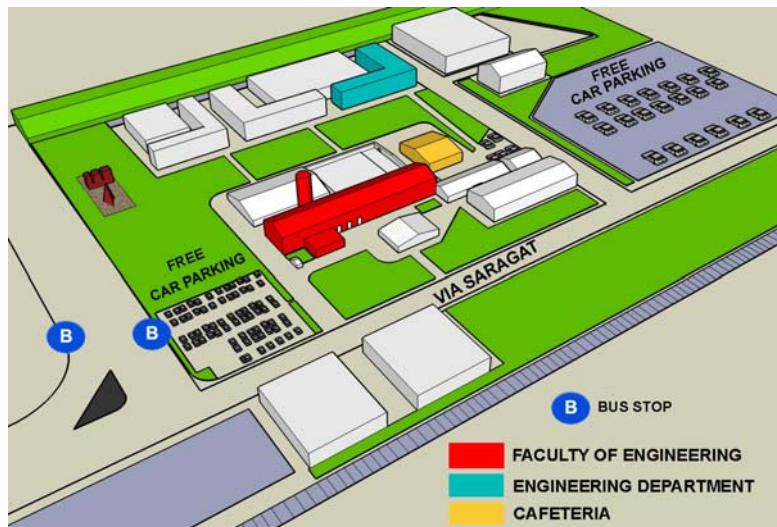 FREE
CAR PARKING
FREE
CAR PARKING
VIA SARAGAT
B
B
B BUS STOP
FACULTY OF ENGINEERING
ENGINEERING DEPARTMENT
CAFETERIA